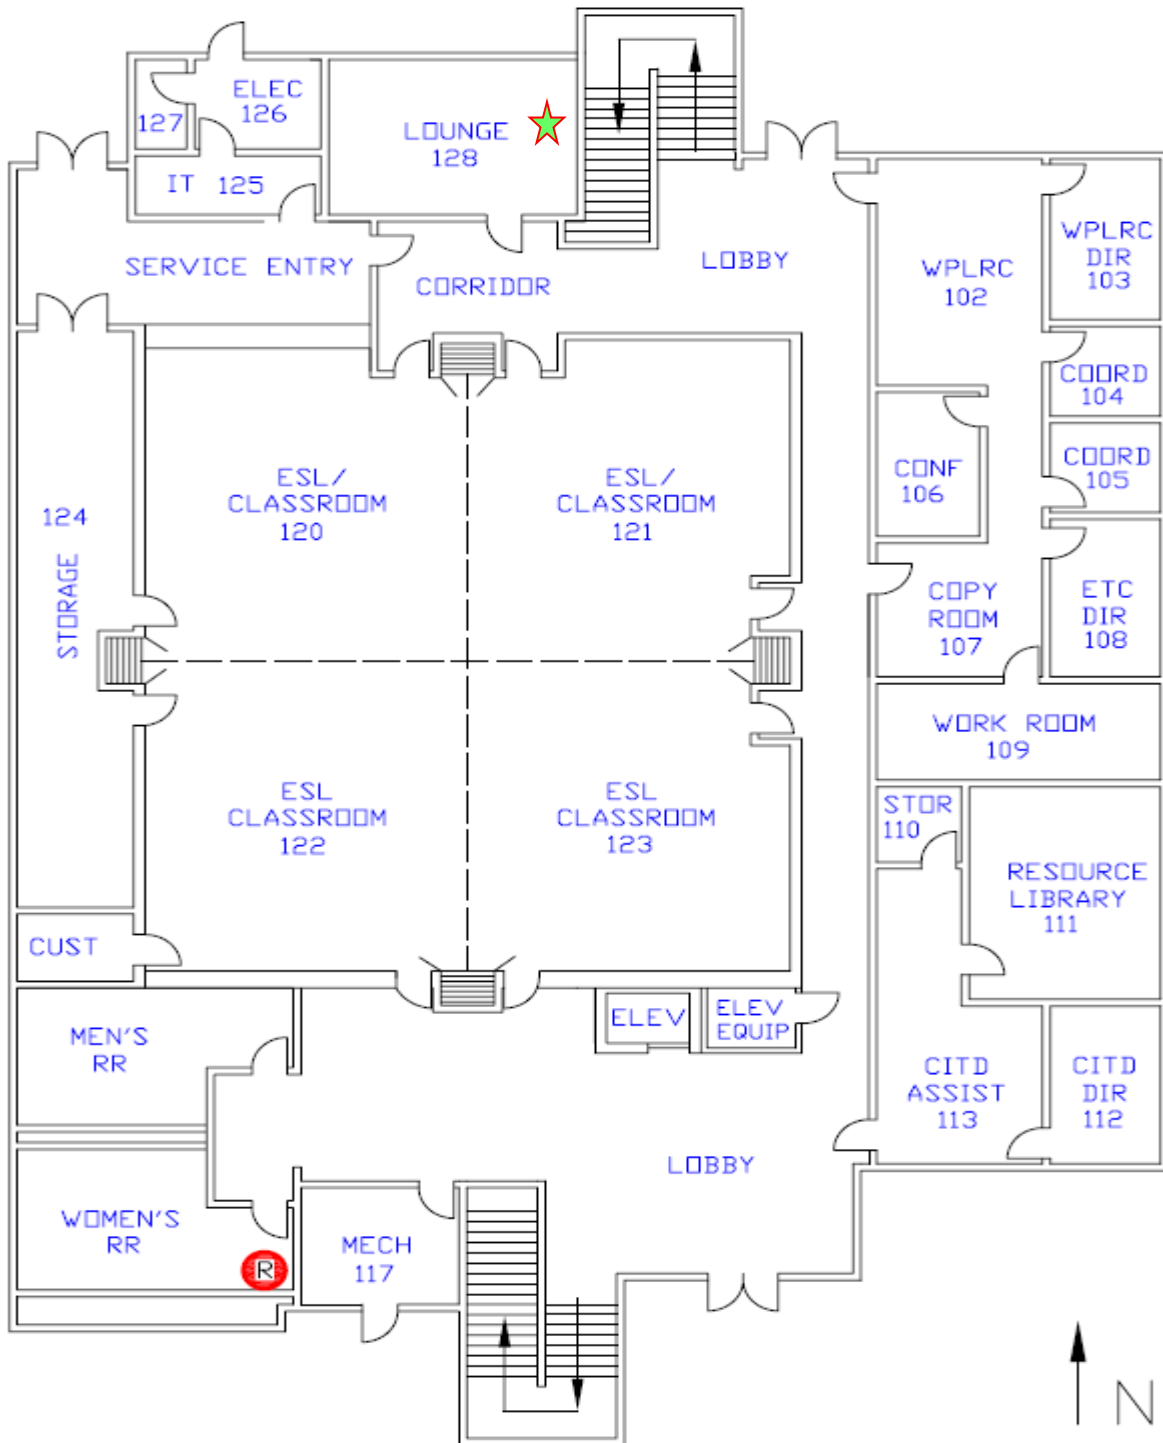 ELEC
126
127
LOUNGE
128
IT 125
SERVICE ENTRY
CORRIDOR
LOBBY
WPLRC
102
WPLRC
DIR
103
COORD
104
COORD
105
CONF
106
ESL/
CLASSROOM
120
ESL/
CLASSROOM
121
124
STORAGE
COPY
ROOM
107
ETC
DIR
108
WORK ROOM
109
ESL
CLASSROOM
122
ESL
CLASSROOM
123
STOR
110
RESOURCE
LIBRARY
111
CUST
MEN'S
RR
ELEV
ELEV
EQUIP
CITD
ASSIST
113
CITD
DIR
112
LOBBY
WOMEN'S
RR
R
MECH
117
N